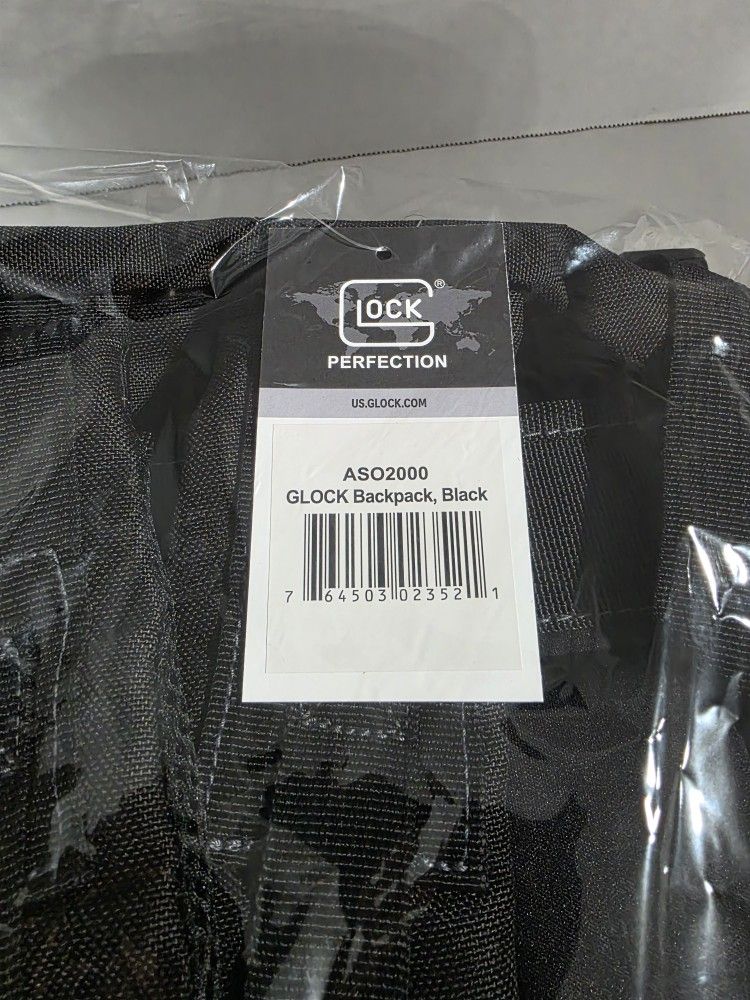 GLOCK®
PERFECTION
US.GLOCK.COM
ASO2000
GLOCK Backpack, Black
7 64503 02352 1